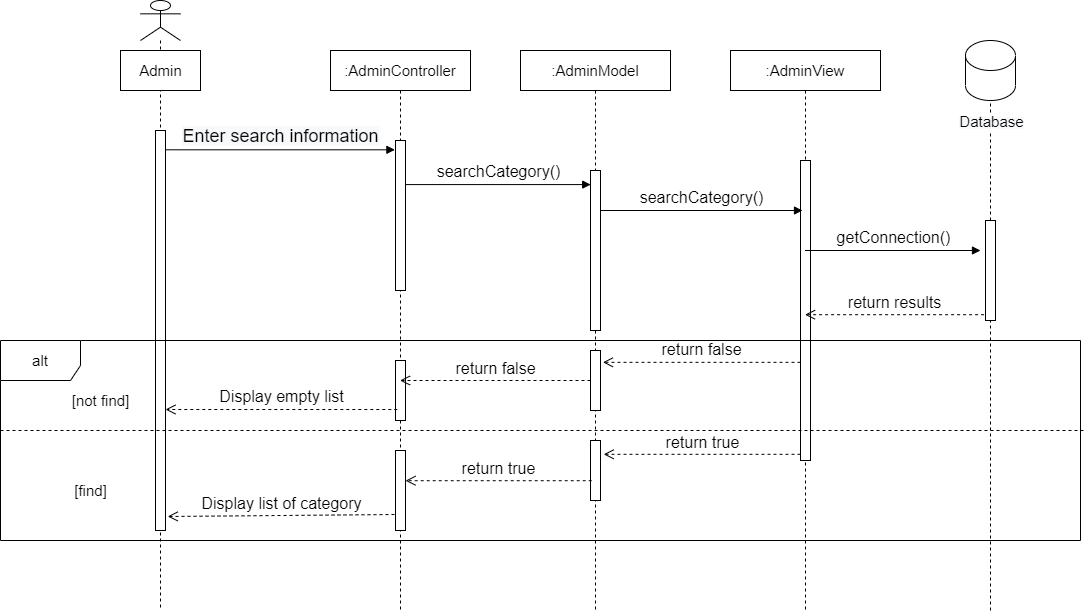 Admin
:AdminController
:AdminModel
:AdminView
Database
Enter search information
searchCategory()
searchCategory()
getConnection()
return results
alt
return false
return false
[not find]
Display empty list
return true
return true
[find]
Display list of category